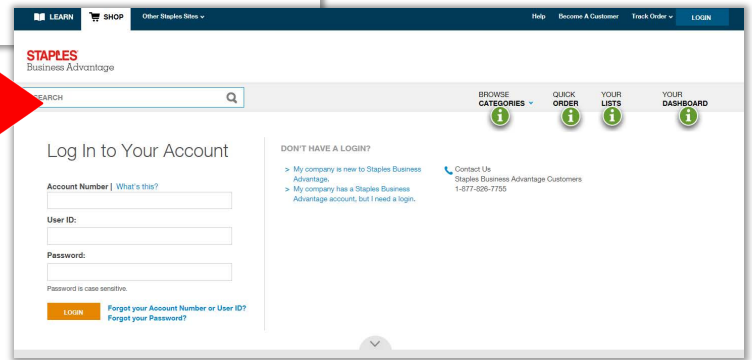 LEARN SHOP Other Staples Sites Help Become A Customer Track Order LOGIN
STAPLES
Business Advantage
SEARCH
BROWSE CATEGORIES
QUICK ORDER
YOUR LISTS
YOUR DASHBOARD
Log In to Your Account
Account Number | What's this?
User ID:
Password:
Password is case sensitive.
LOGIN
Forgot your Account Number or User ID?
Forgot your Password?
DON'T HAVE A LOGIN?
> My company is new to Staples Business
Advantage.
> My company has a Staples Business
Advantage account, but I need a login.
Contact Us
Staples Business Advantage Customers
1-877-826-7755